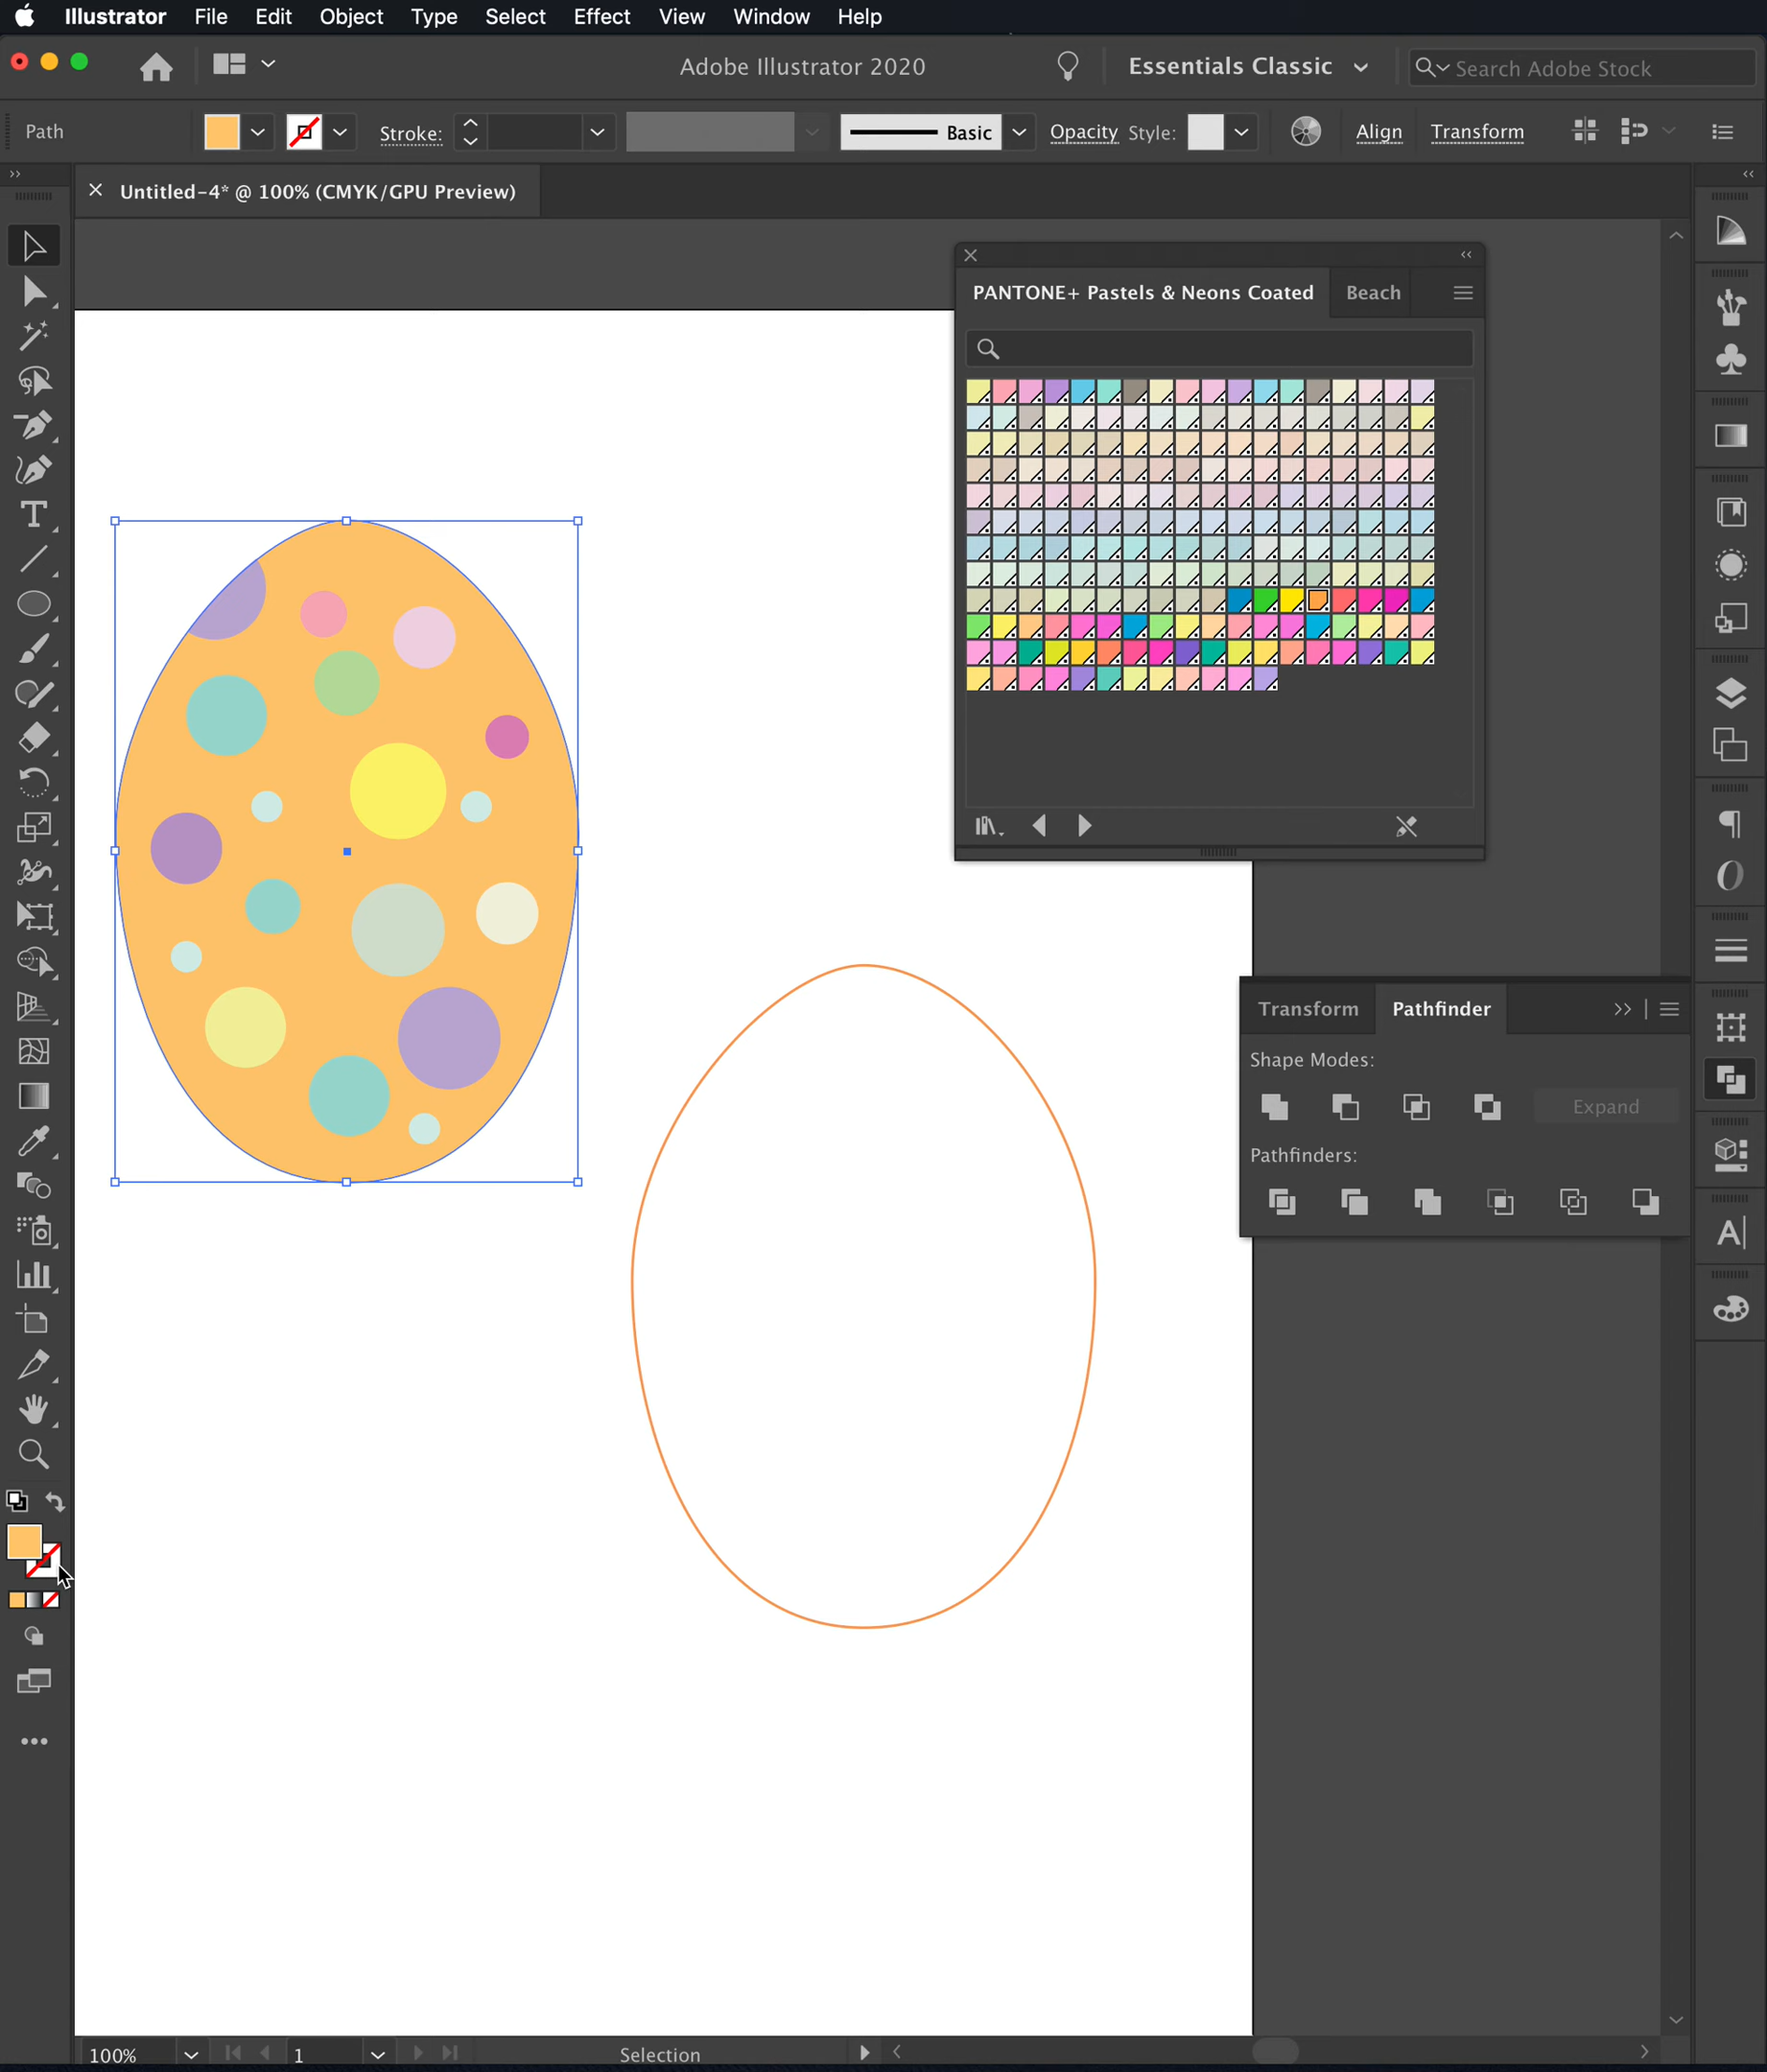 Illustrator File Edit Object Type Select Effect View Window Help
Adobe Illustrator 2020 Essentials Classic Search Adobe Stock
Path Stroke: Basic Opacity Style: Align Transform
Untitled-4* @ 100% (CMYK/GPU Preview)
PANTONE+ Pastels & Neons Coated Beach
Transform Pathfinder
Shape Modes:
Expand
Pathfinders:
100% 1 Selection